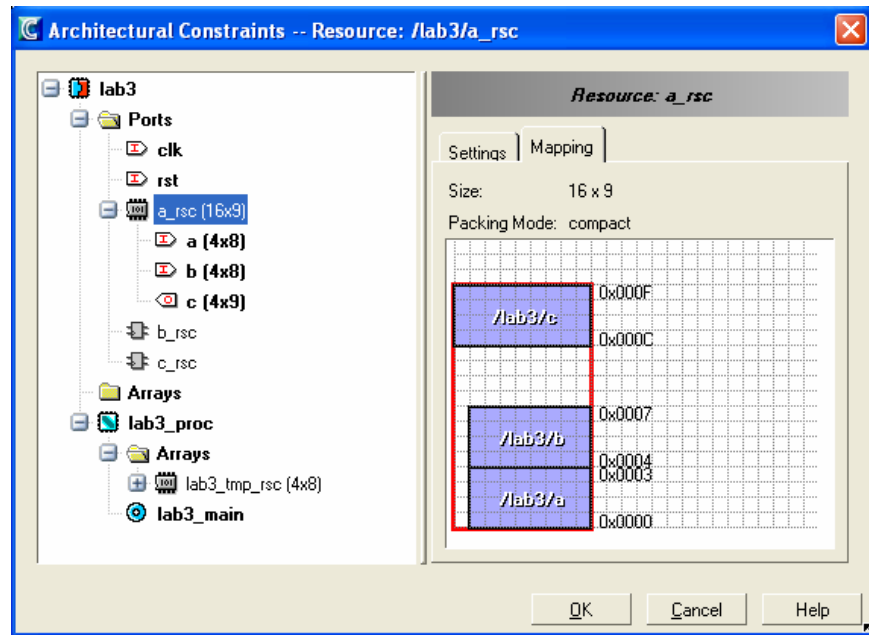 Architectural Constraints -- Resource: /lab3/a_rsc
lab3
Ports
clk
rst
a_rsc (16x9)
a (4x8)
b (4x8)
c (4x9)
b_rsc
c_rsc
Arrays
lab3_proc
Arrays
lab3_tmp_rsc (4x8)
lab3_main
Resource: a_rsc
Settings
Mapping
Size: 16 x 9
Packing Mode: compact
0x000F
/lab3/c
0x000C
0x0007
/lab3/b
0x0004
0x0003
/lab3/a
0x0000
OK
Cancel
Help